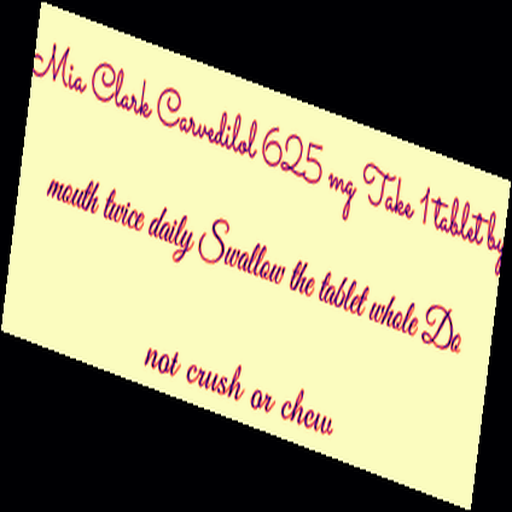 Mia Clark Carvedilol 625 mg Take 1 tablet by
mouth twice daily Swallow the tablet whole Do
not crush or chew